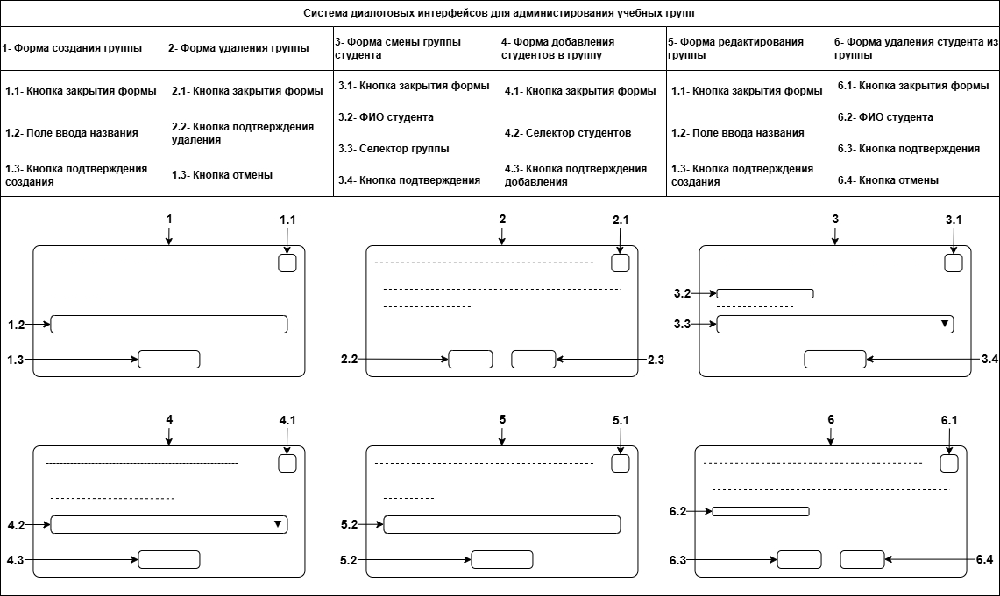 Система диалоговых интерфейсов для администирования учебных групп
1- Форма создания группы
2- Форма удаления группы
3- Форма смены группы
студента
4- Форма добавления
студентов в группу
5- Форма редактирования
группы
6- Форма удаления студента из
группы
1.1- Кнопка закрытия формы
1.2- Поле ввода названия
1.3- Кнопка подтверждения
создания
2.1- Кнопка закрытия формы
2.2- Кнопка подтверждения
удаления
1.3- Кнопка отмены
3.1- Кнопка закрытия формы
3.2- ФИО студента
3.3- Селектор группы
3.4- Кнопка подтверждения
4.1- Кнопка закрытия формы
4.2- Селектор студентов
4.3- Кнопка подтверждения
добавления
1.1- Кнопка закрытия формы
1.2- Поле ввода названия
1.3- Кнопка подтверждения
создания
6.1- Кнопка закрытия формы
6.2- ФИО студента
6.3- Кнопка подтверждения
6.4- Кнопка отмены
1
1.1
1.2
1.3
2
2.1
2.2
2.3
3
3.1
3.2
3.3
3.4
4
4.1
4.2
4.3
5
5.1
5.2
5.2
6
6.1
6.2
6.3
6.4